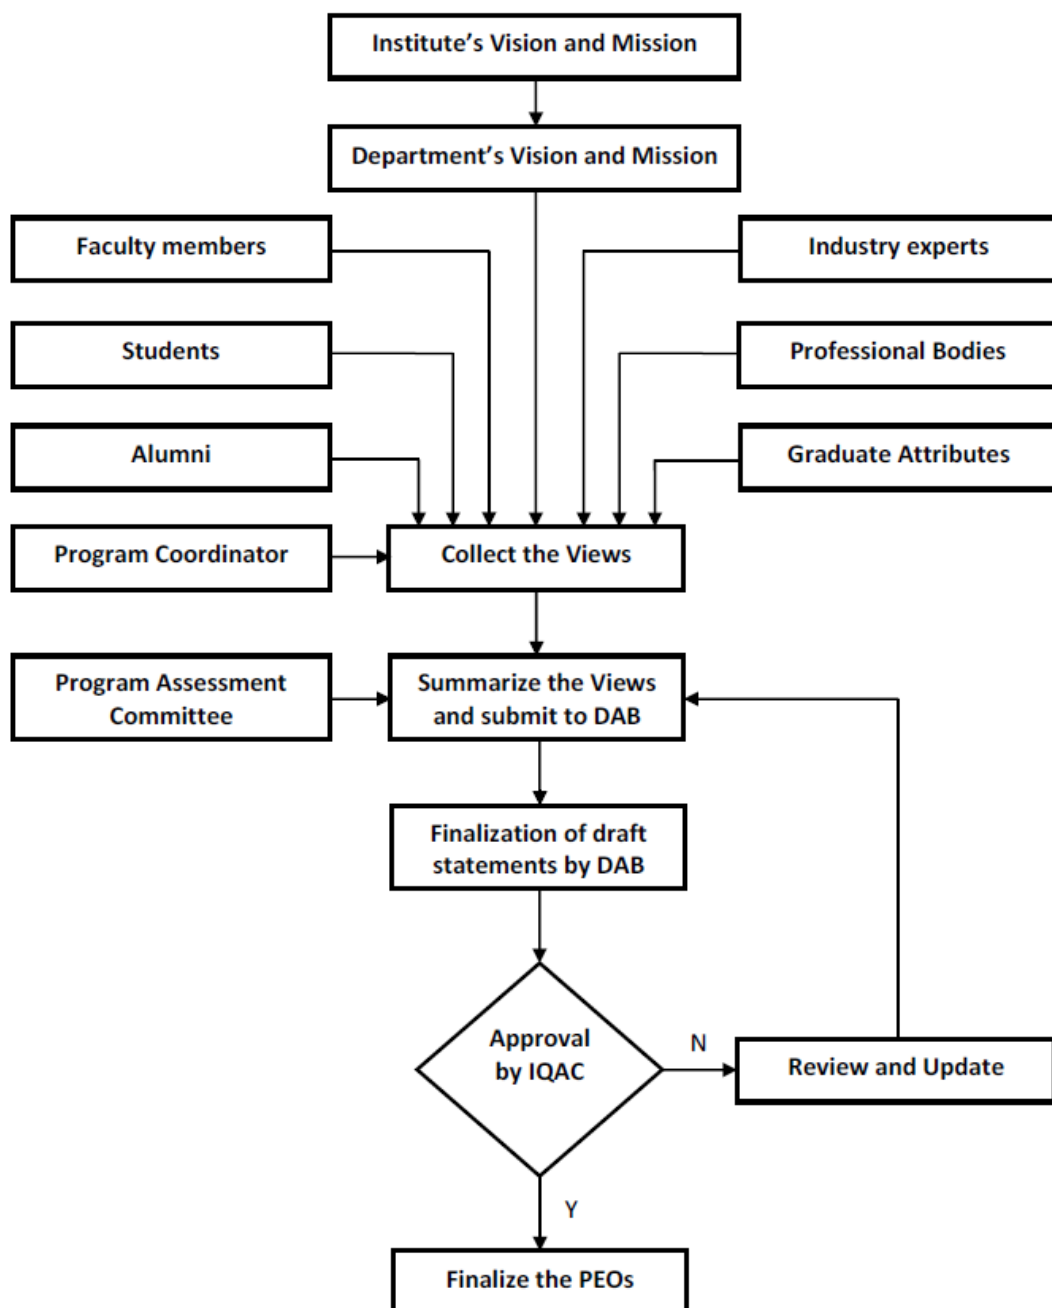 Institute’s Vision and Mission
Department’s Vision and Mission
Faculty members
Industry experts
Students
Professional Bodies
Alumni
Graduate Attributes
Program Coordinator
Collect the Views
Program Assessment
Committee
Summarize the Views
and submit to DAB
Finalization of draft
statements by DAB
Approval
by IQAC
N
Review and Update
Y
Finalize the PEOs